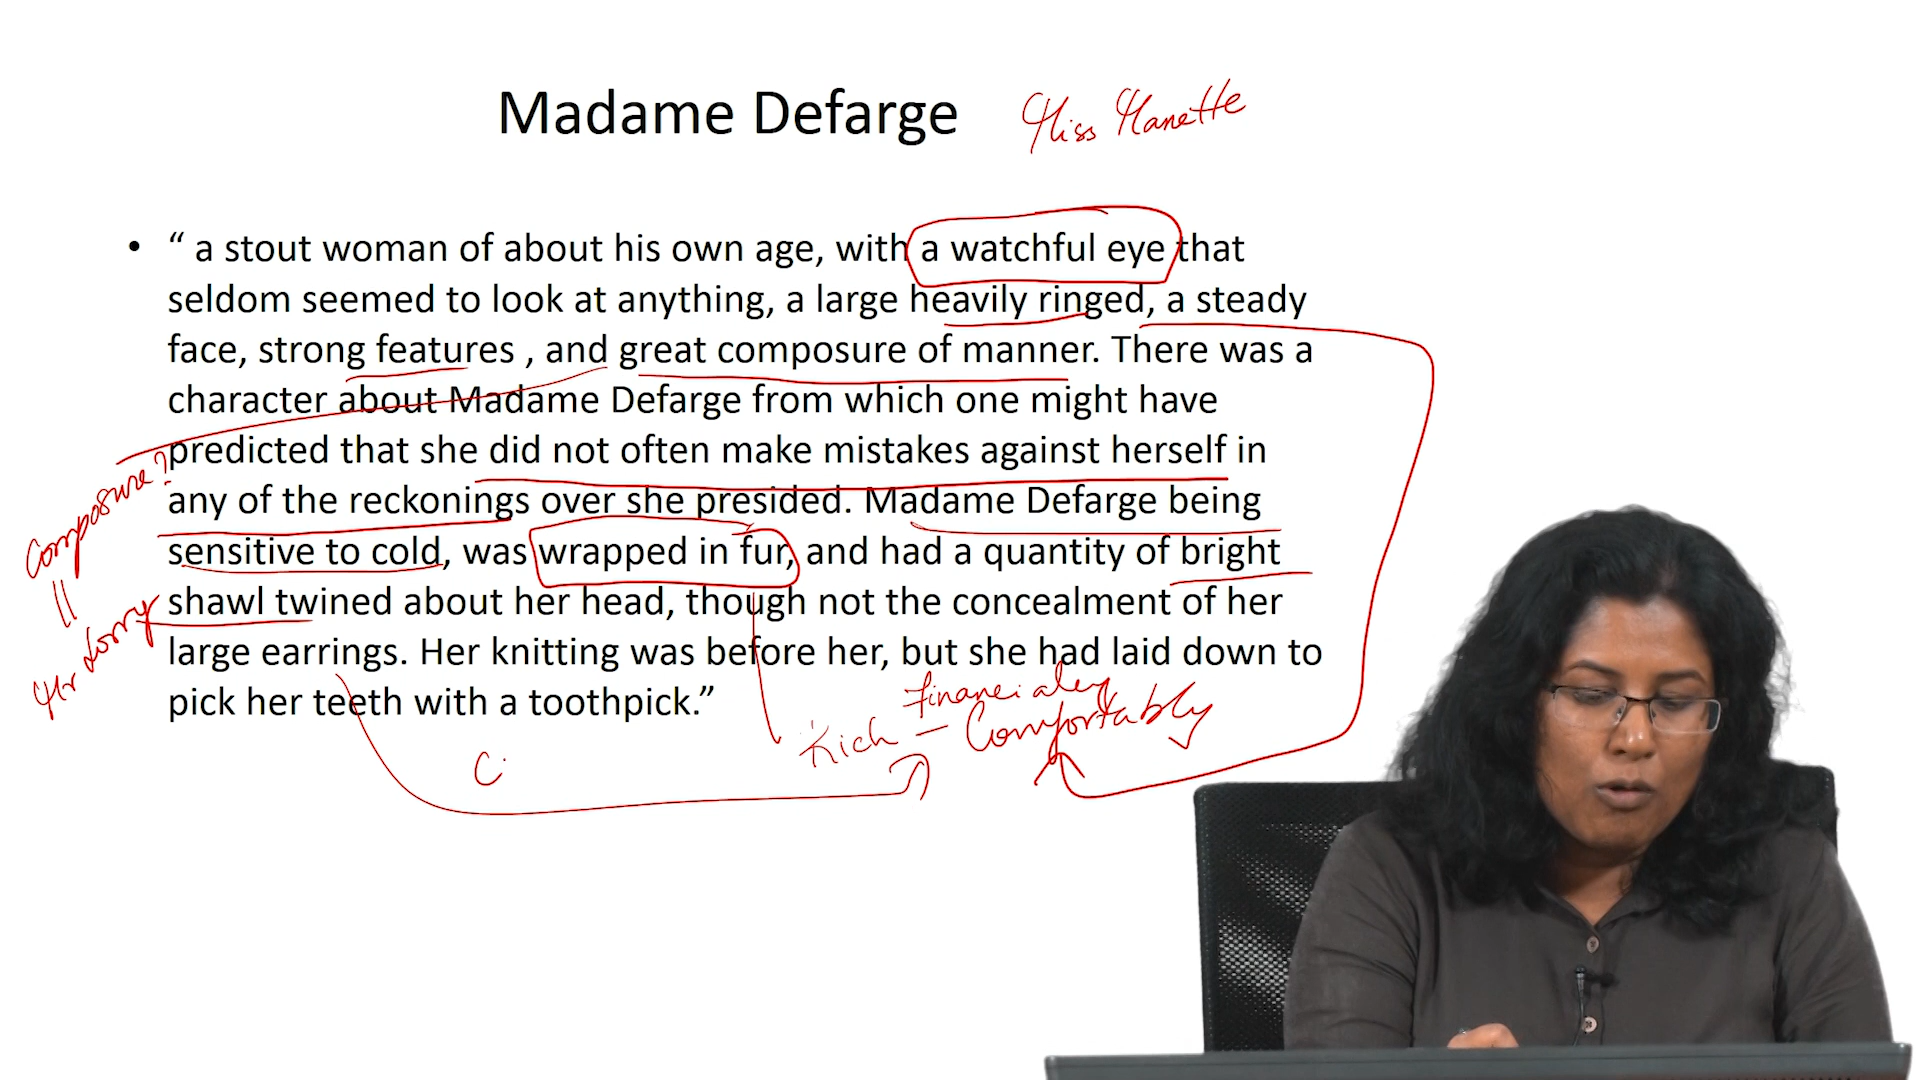 Madame Defarge Miss Manette
• “ a stout woman of about his own age, with a watchful eye that
seldom seemed to look at anything, a large heavily ringed, a steady
face, strong features , and great composure of manner. There was a
character about Madame Defarge from which one might have
predicted that she did not often make mistakes against herself in
any of the reckonings over she presided. Madame Defarge being
sensitive to cold, was wrapped in fur, and had a quantity of bright
shawl twined about her head, though not the concealment of her
large earrings. Her knitting was before her, but she had laid down to
pick her teeth with a toothpick.”
Composure?
Mr Lorry
financialy
Rich – Comfortably
C